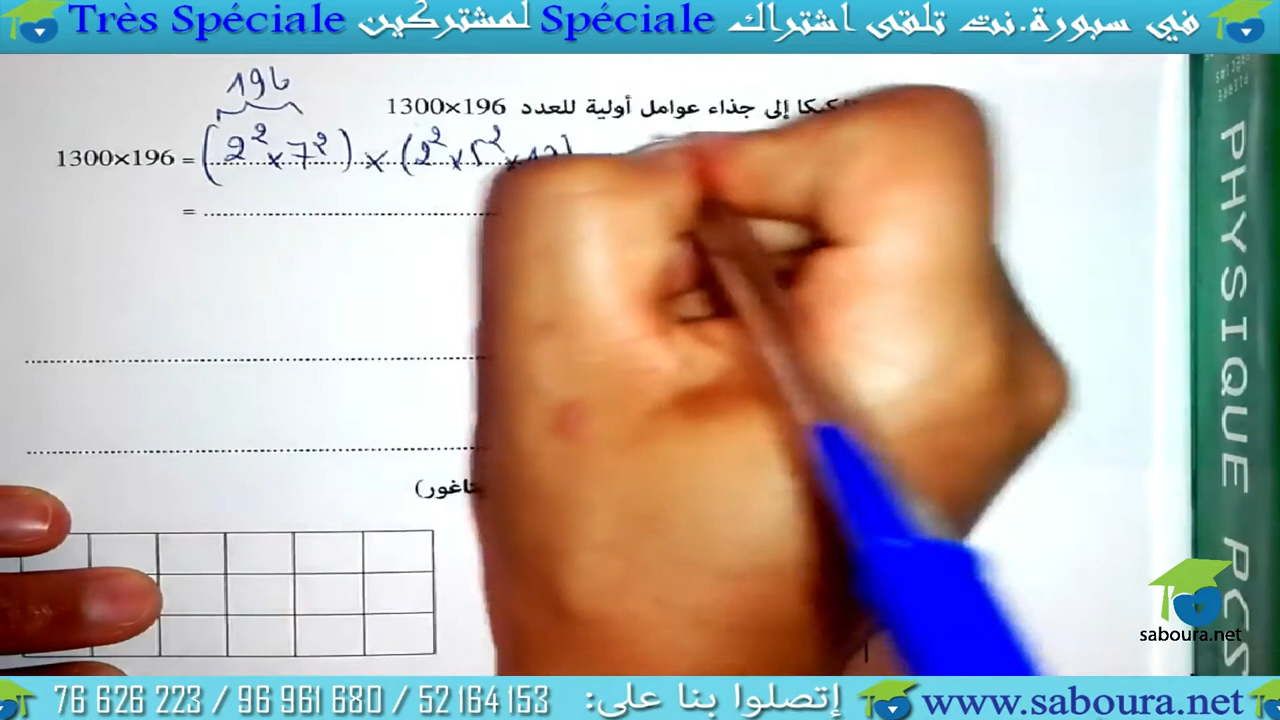 في سبورة.نت تلقى اشتراك Spéciale لمشتركين Très Spéciale
196
إلى جذاء عوامل أولية للعدد 1300×196
1300×196 = (2² × 7² ) × (2² × 5² ×
= ....................
PHYSIQUE
saboura.net
إتصلوا بنا على: 76 626 223 / 96 961 680 / 52 164 153
www.saboura.net